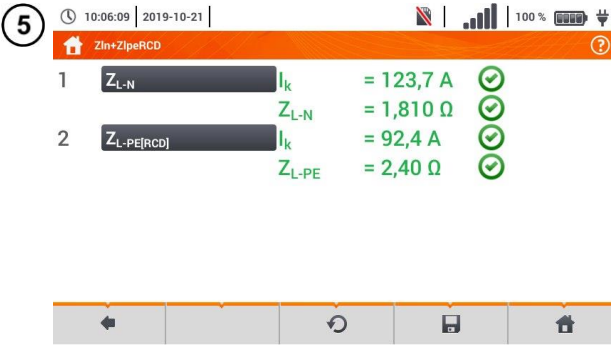 5
10:06:09 2019-10-21 100 %
Zln+ZlpeRCD ?
1 ZL-N Ik = 123,7 A
ZL-N = 1,810 Ω
2 ZL-PE[RCD] Ik = 92,4 A
ZL-PE = 2,40 Ω